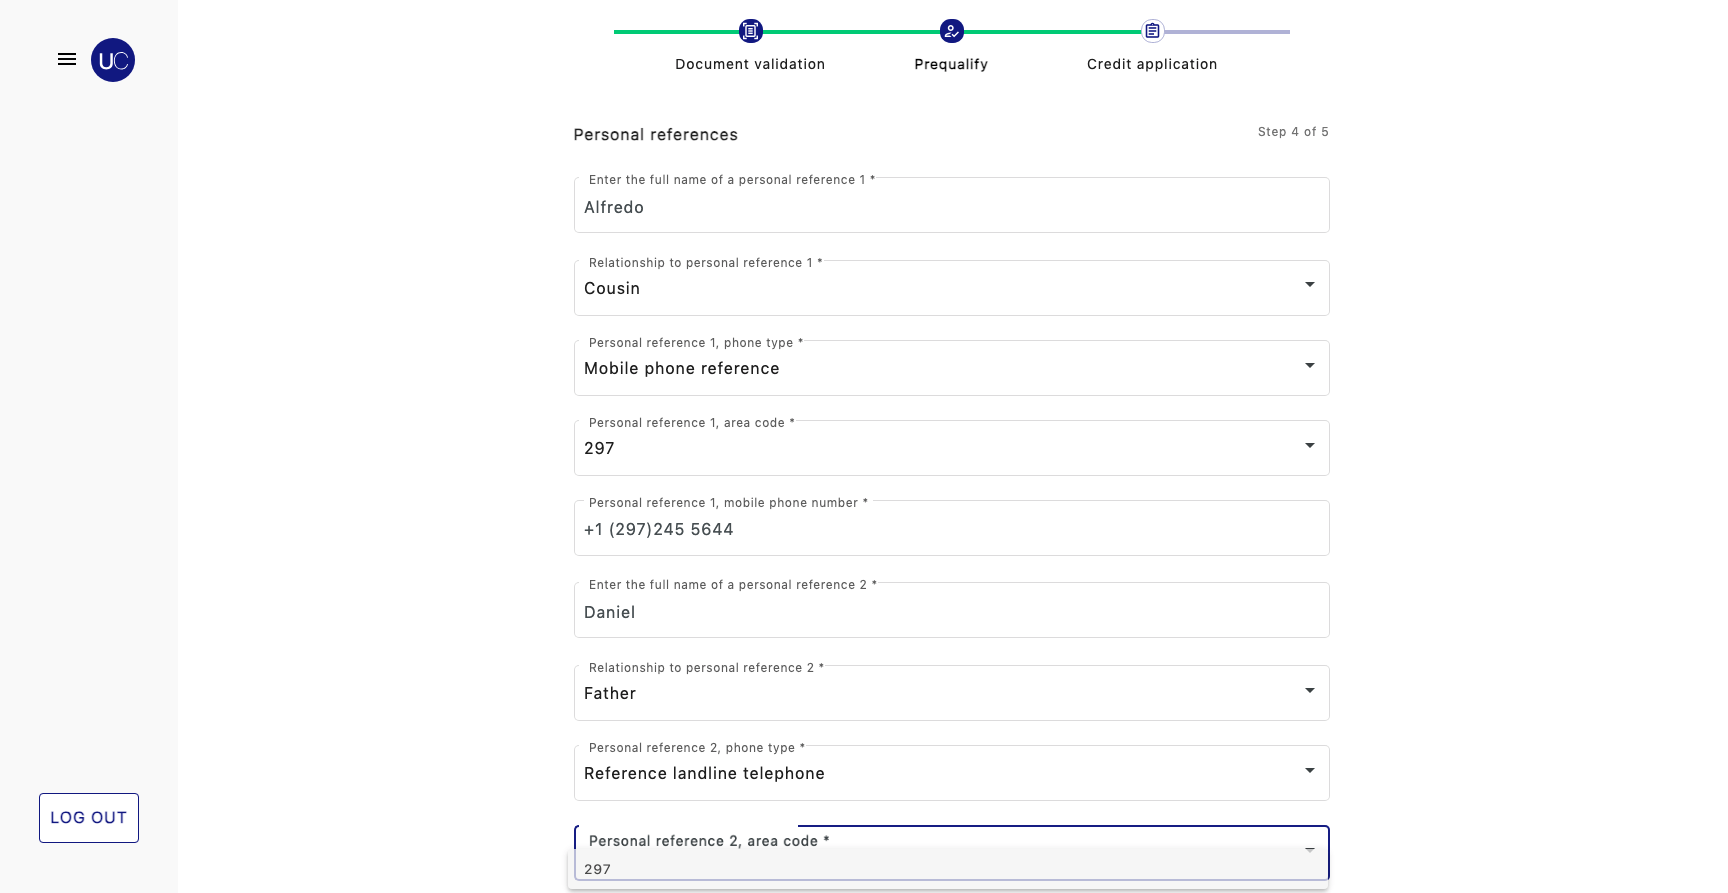 UC
Document validation
Prequalify
Credit application
Personal references
Step 4 of 5
Enter the full name of a personal reference 1 *
Alfredo
Relationship to personal reference 1 *
Cousin
Personal reference 1, phone type *
Mobile phone reference
Personal reference 1, area code *
297
Personal reference 1, mobile phone number *
+1 (297)245 5644
Enter the full name of a personal reference 2 *
Daniel
Relationship to personal reference 2 *
Father
Personal reference 2, phone type *
Reference landline telephone
Personal reference 2, area code *
297
LOG OUT